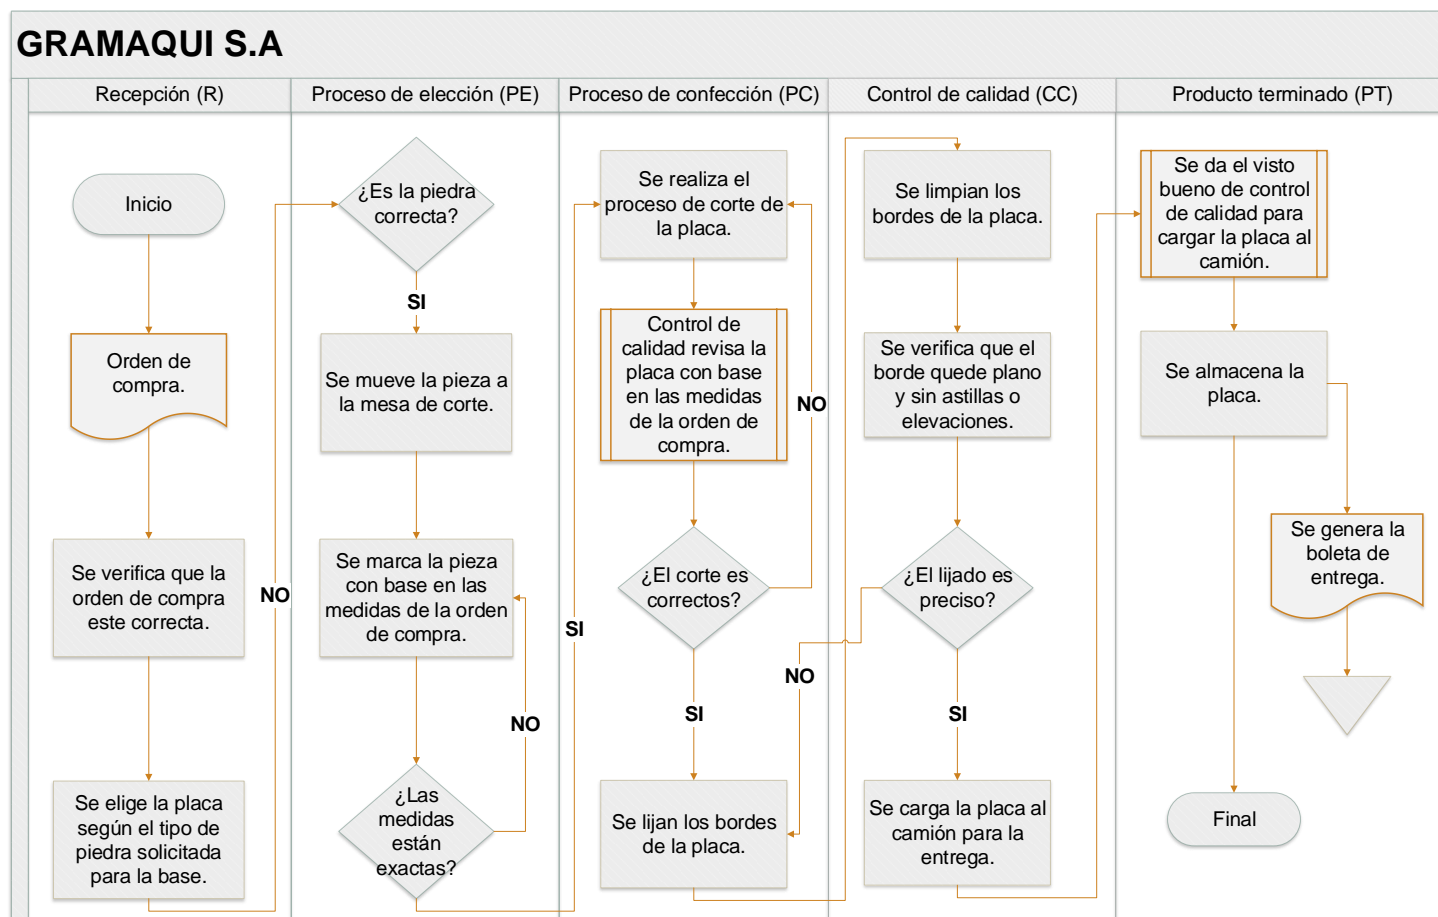 GRAMAQUI S.A
Recepción (R)
Proceso de elección (PE)
Proceso de confección (PC)
Control de calidad (CC)
Producto terminado (PT)
Inicio
Orden de
compra.
Se verifica que la
orden de compra
este correcta.
Se elige la placa
según el tipo de
piedra solicitada
para la base.
NO
¿Es la piedra
correcta?
SI
Se mueve la pieza a
la mesa de corte.
Se marca la pieza
con base en las
medidas de la orden
de compra.
NO
¿Las
medidas
están
exactas?
SI
Se realiza el
proceso de corte de
la placa.
Control de
calidad revisa la
placa con base
en las medidas
de la orden de
compra.
NO
¿El corte es
correctos?
SI
NO
Se lijan los bordes
de la placa.
Se limpian los
bordes de la placa.
Se verifica que el
borde quede plano
y sin astillas o
elevaciones.
¿El lijado es
preciso?
SI
Se carga la placa al
camión para la
entrega.
Se da el visto
bueno de control
de calidad para
cargar la placa al
camión.
Se almacena la
placa.
Se genera la
boleta de
entrega.
Final